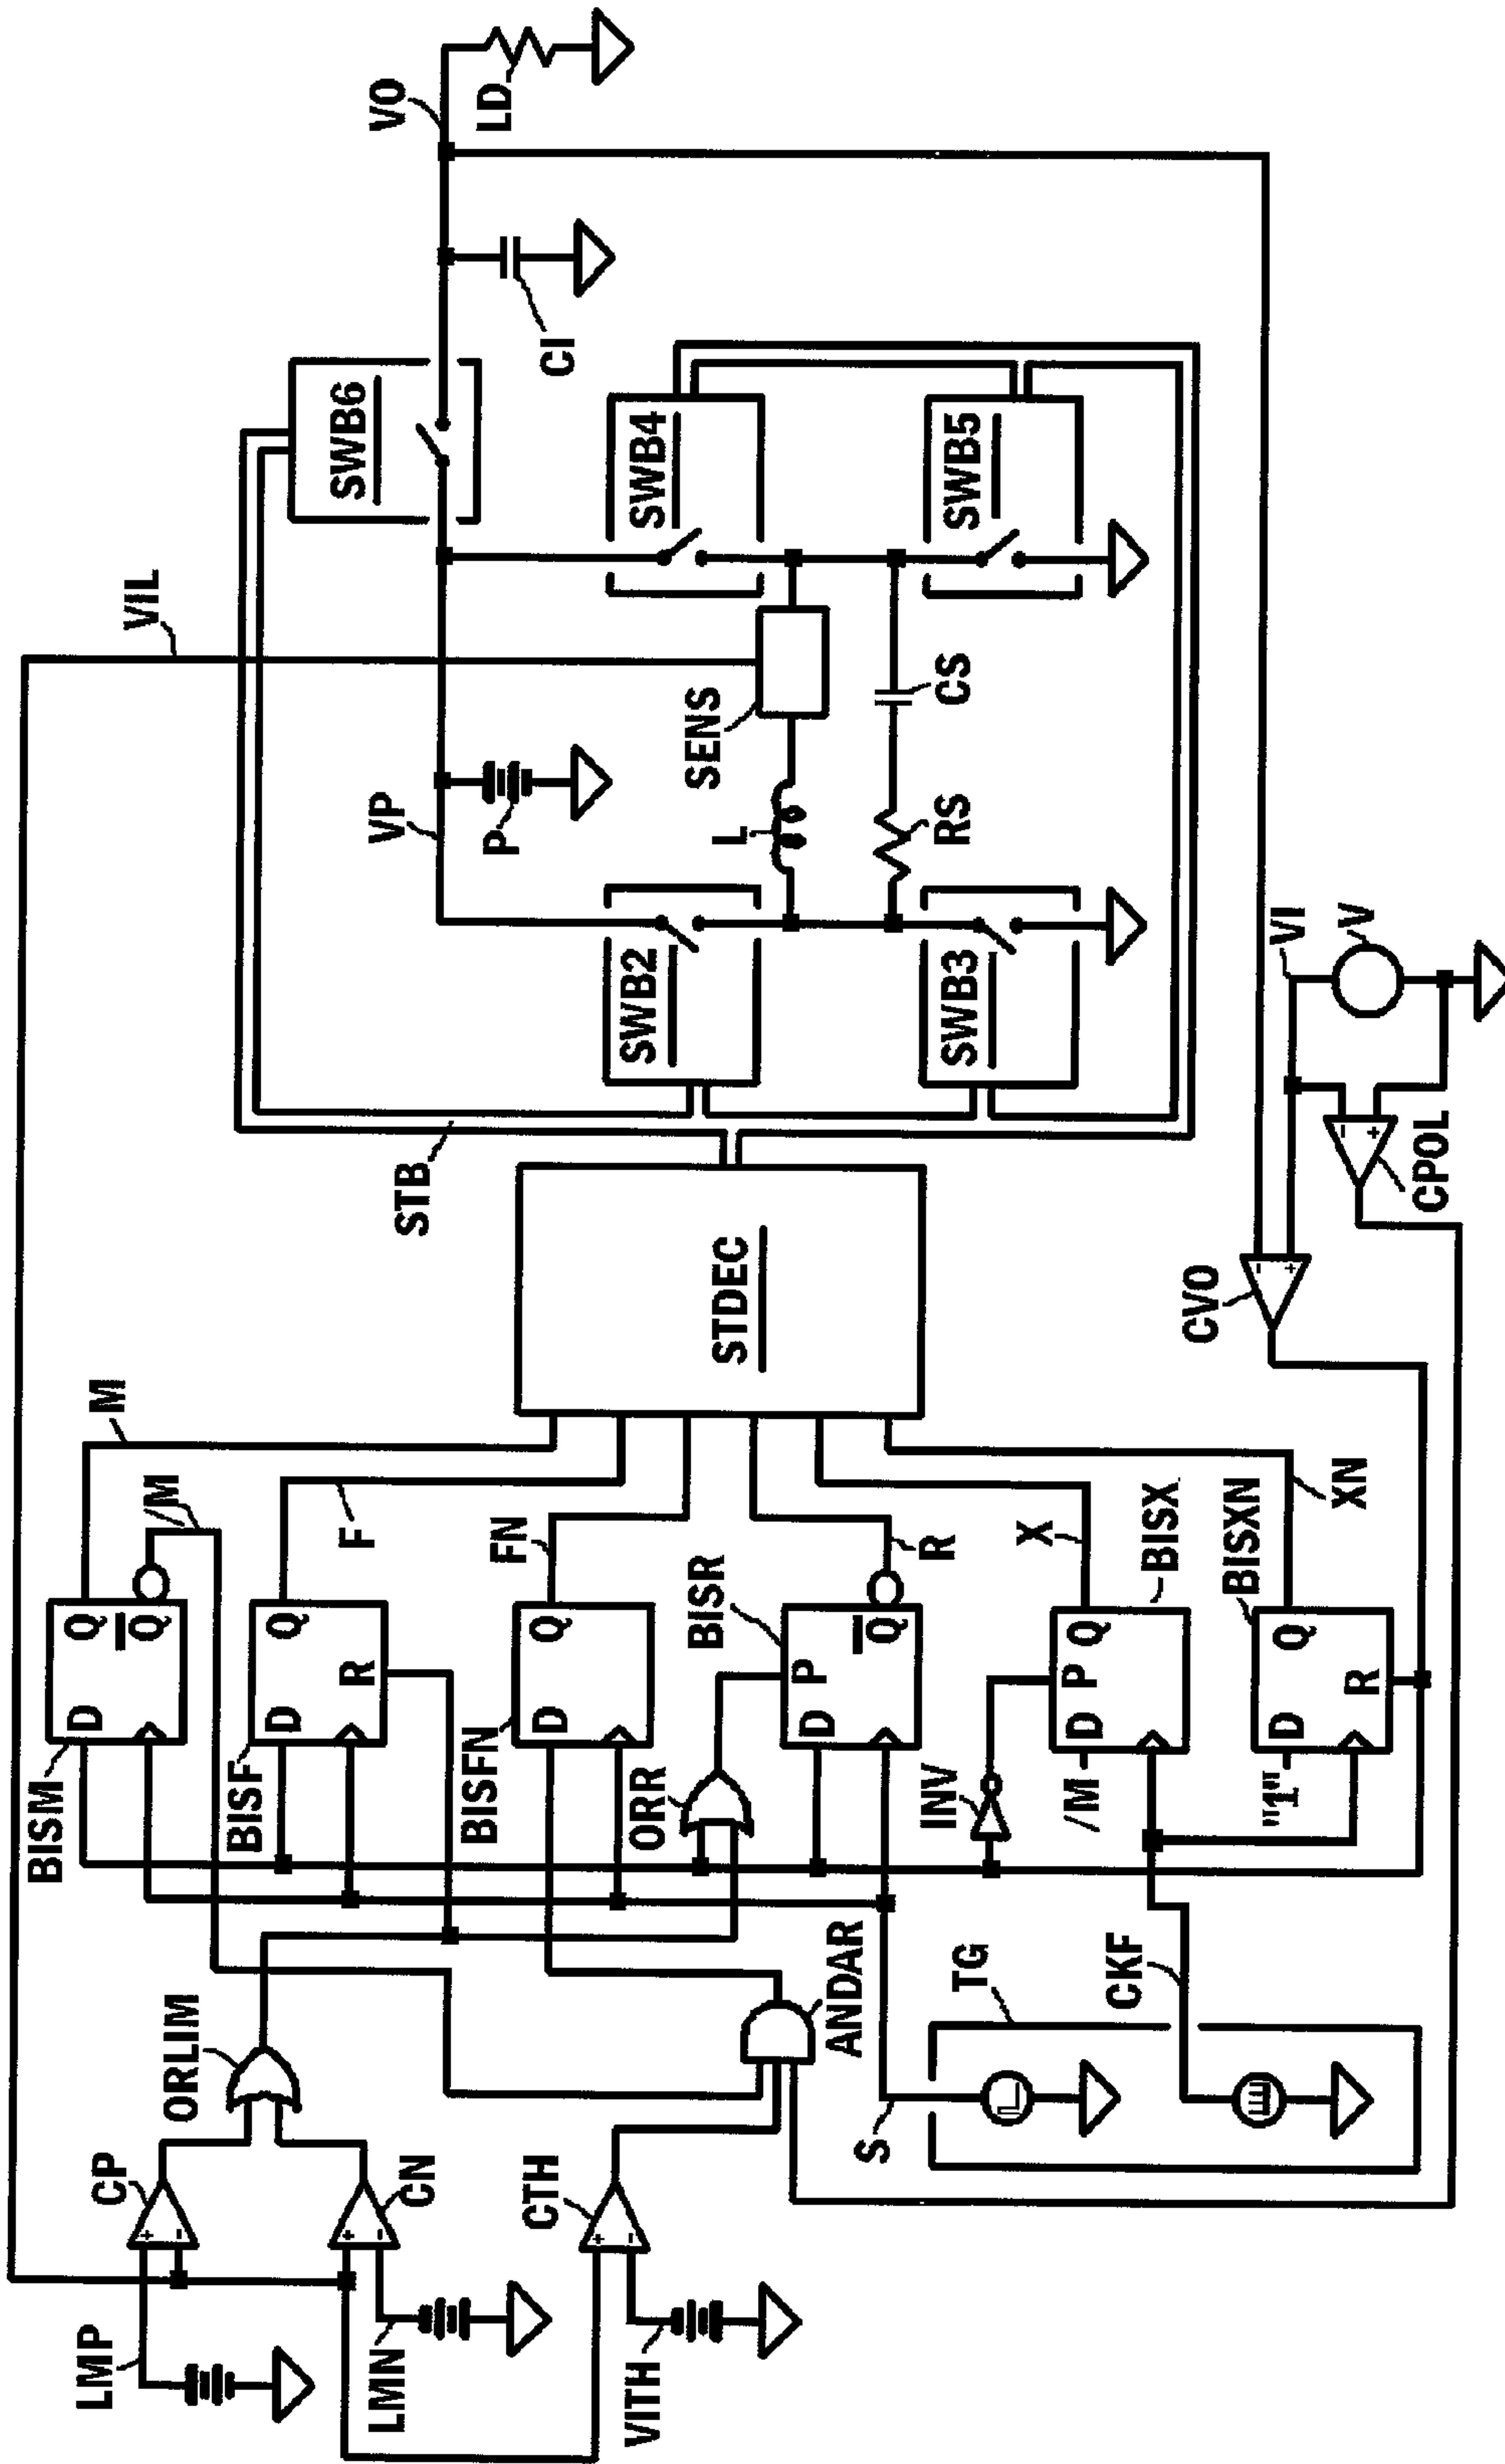 VO
LD
CI
SWB6
SWB4
SWB5
VIL
SENS
CS
VP
P
L
RS
SWB2
SWB3
STB
VI
V
- +
CPOL
- +
CVO
STDEC
M
/M
F
FN
R
X
XN
BISM
D Q
Q
BISF
D Q
R
BISFN
D Q
BISR
P
D Q
ORR
INV
BISX
P
D Q
/M
BISXN
D Q
R
"1"
ORLIM
ANDAR
TG
CKF
S
CP
+ -
CN
+ -
CTH
+ -
LMP
LMN
VITH